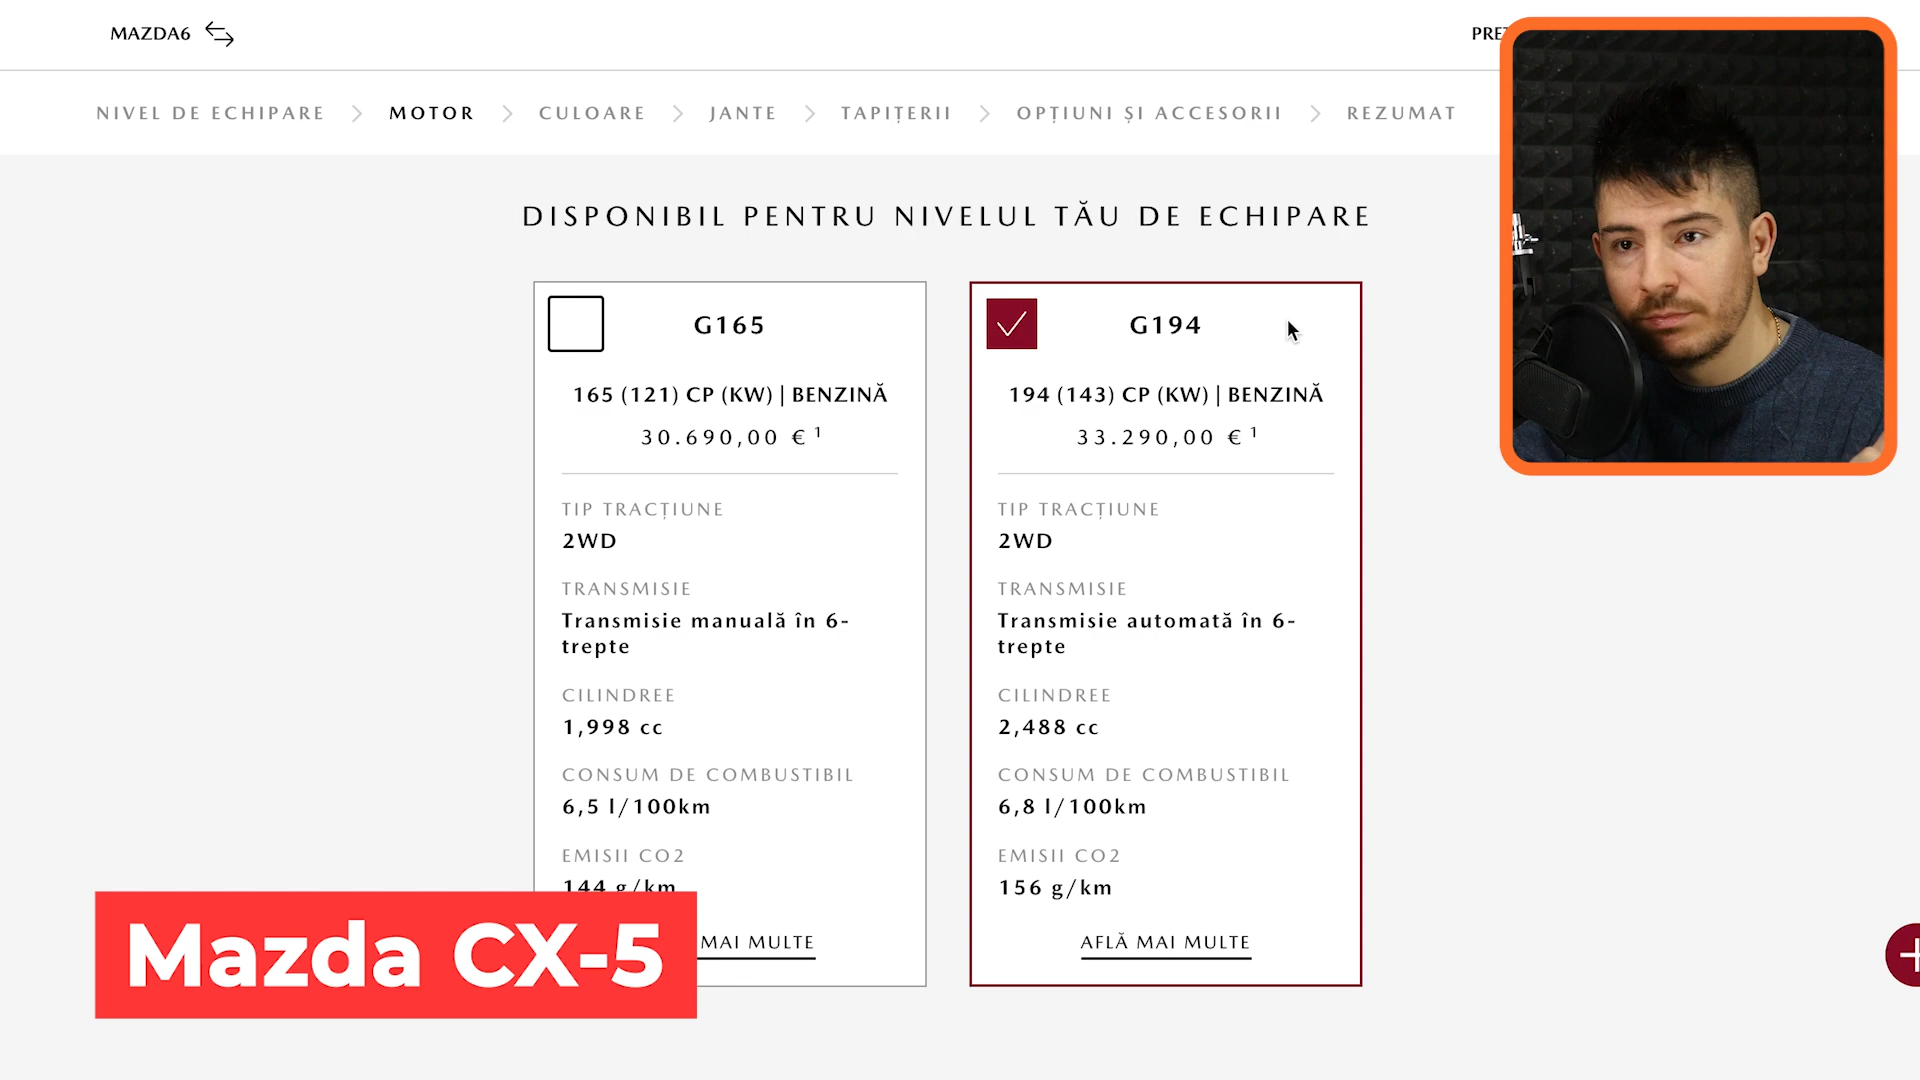 MAZDA6
NIVEL DE ECHIPARE
MOTOR
CULOARE
JANTE
TAPIȚERII
OPȚIUNI ȘI ACCESORII
REZUMAT
DISPONIBIL PENTRU NIVELUL TĂU DE ECHIPARE
G165
165 (121) CP (KW) | BENZINĂ
30.690,00 € 1
TIP TRACȚIUNE
2WD
TRANSMISIE
Transmisie manuală în 6-
trepte
CILINDREE
1,998 cc
CONSUM DE COMBUSTIBIL
6,5 l/100km
EMISII CO2
144 g/km
MAI MULTE
G194
194 (143) CP (KW) | BENZINĂ
33.290,00 € 1
TIP TRACȚIUNE
2WD
TRANSMISIE
Transmisie automată în 6-
trepte
CILINDREE
2,488 cc
CONSUM DE COMBUSTIBIL
6,8 l/100km
EMISII CO2
156 g/km
AFLĂ MAI MULTE
Mazda CX-5